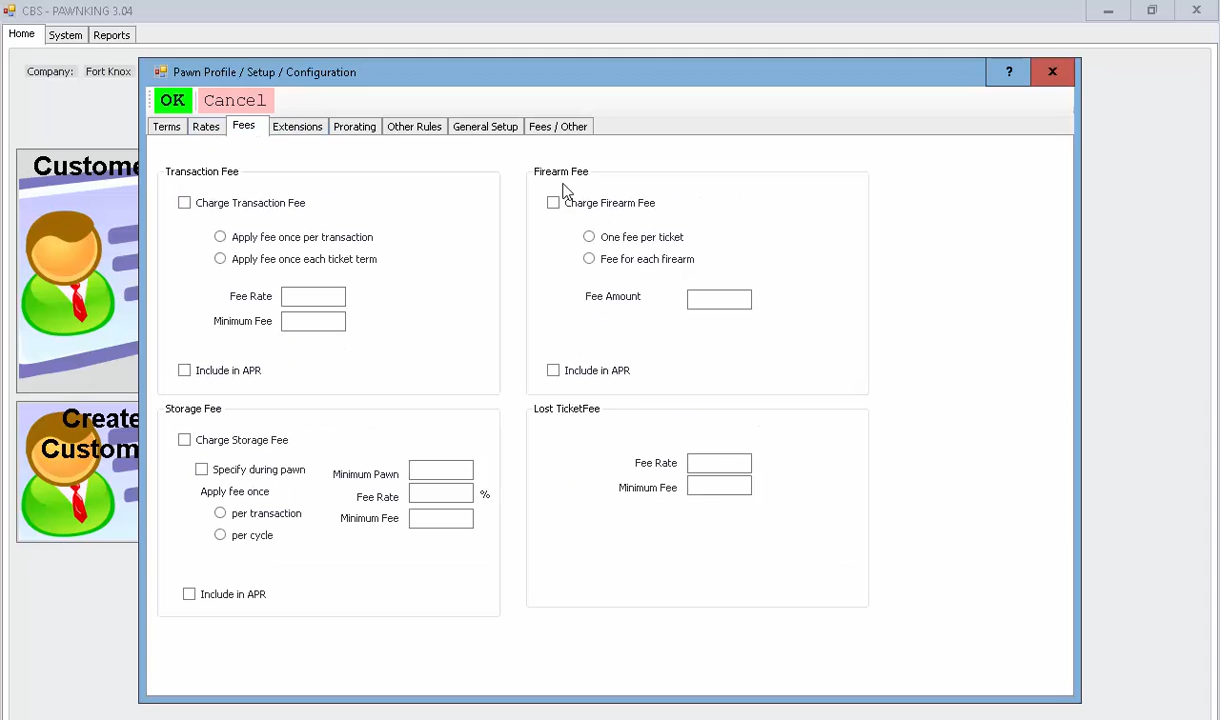 CBS - PAWNKING 3.04
Home System Reports
Company: Fort Knox
Pawn Profile / Setup / Configuration
?
X
OK Cancel
Terms Rates Fees Extensions Prorating Other Rules General Setup Fees / Other
Custome
Create
Custom
Transaction Fee
Charge Transaction Fee
Apply fee once per transaction
Apply fee once each ticket term
Fee Rate
Minimum Fee
Include in APR
Firearm Fee
Charge Firearm Fee
One fee per ticket
Fee for each firearm
Fee Amount
Include in APR
Storage Fee
Charge Storage Fee
Specify during pawn
Apply fee once
per transaction
per cycle
Minimum Pawn
Fee Rate %
Minimum Fee
Include in APR
Lost TicketFee
Fee Rate
Minimum Fee